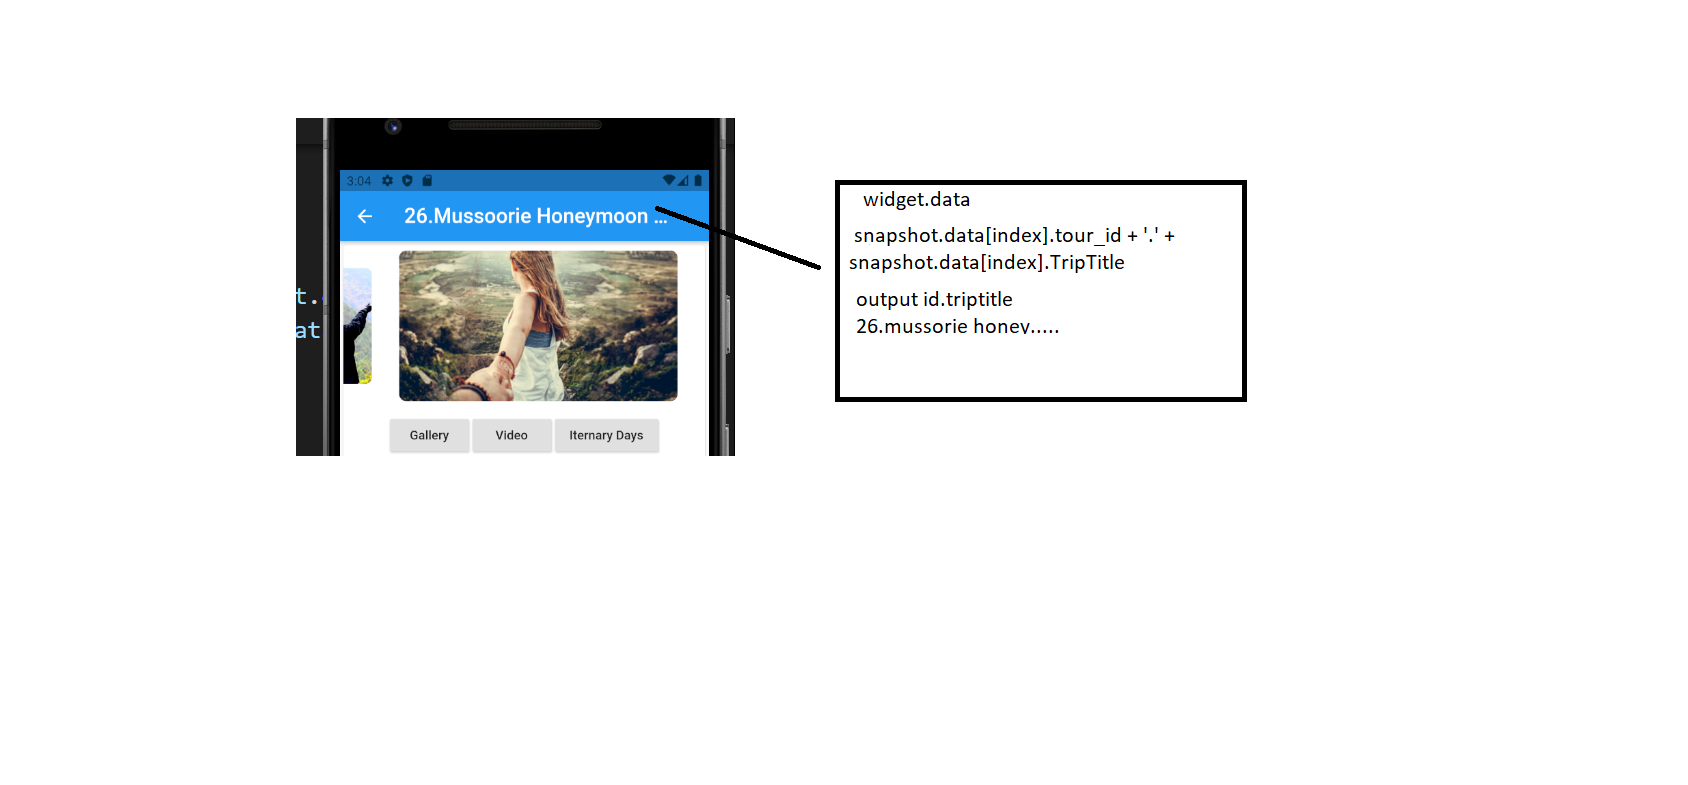 3:04
26.Mussoorie Honeymoon ...
t.
at
Gallery Video Iternary Days
widget.data
snapshot.data[index].tour_id + '.' +
snapshot.data[index].TripTitle
output id.triptitle
26.mussorie honey.....